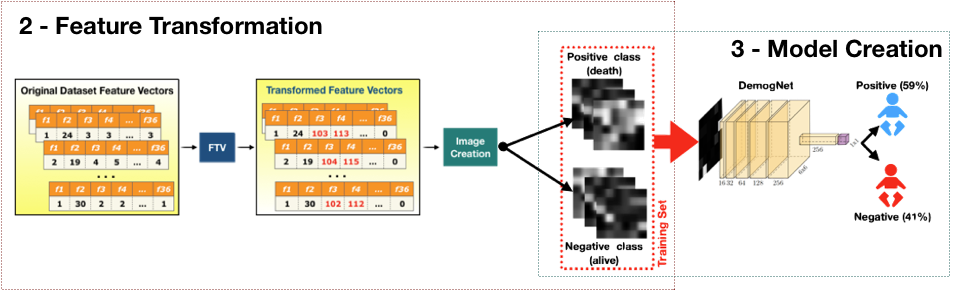 2 - Feature Transformation
3 - Model Creation
Original Dataset Feature Vectors
f1 f2 f3 f4 ... f36
1 24 3 3 ... 3
f1 f2 f3 f4 ... f36
2 19 4 5 ... 4
...
f1 f2 f3 f4 ... f36
1 30 2 2 ... 1
FTV
Transformed Feature Vectors
f1 f2 f3 f4 ... f36
1 24 103 113 ... 0
f1 f2 f3 f4 ... f36
2 19 104 115 ... 0
...
f1 f2 f3 f4 ... f36
1 30 102 112 ... 0
Image
Creation
Positive class
(death)
Negative class
(alive)
Training Set
DemogNet
16 32 64 128 256
6x6
256
1x1
Positive (59%)
Negative (41%)